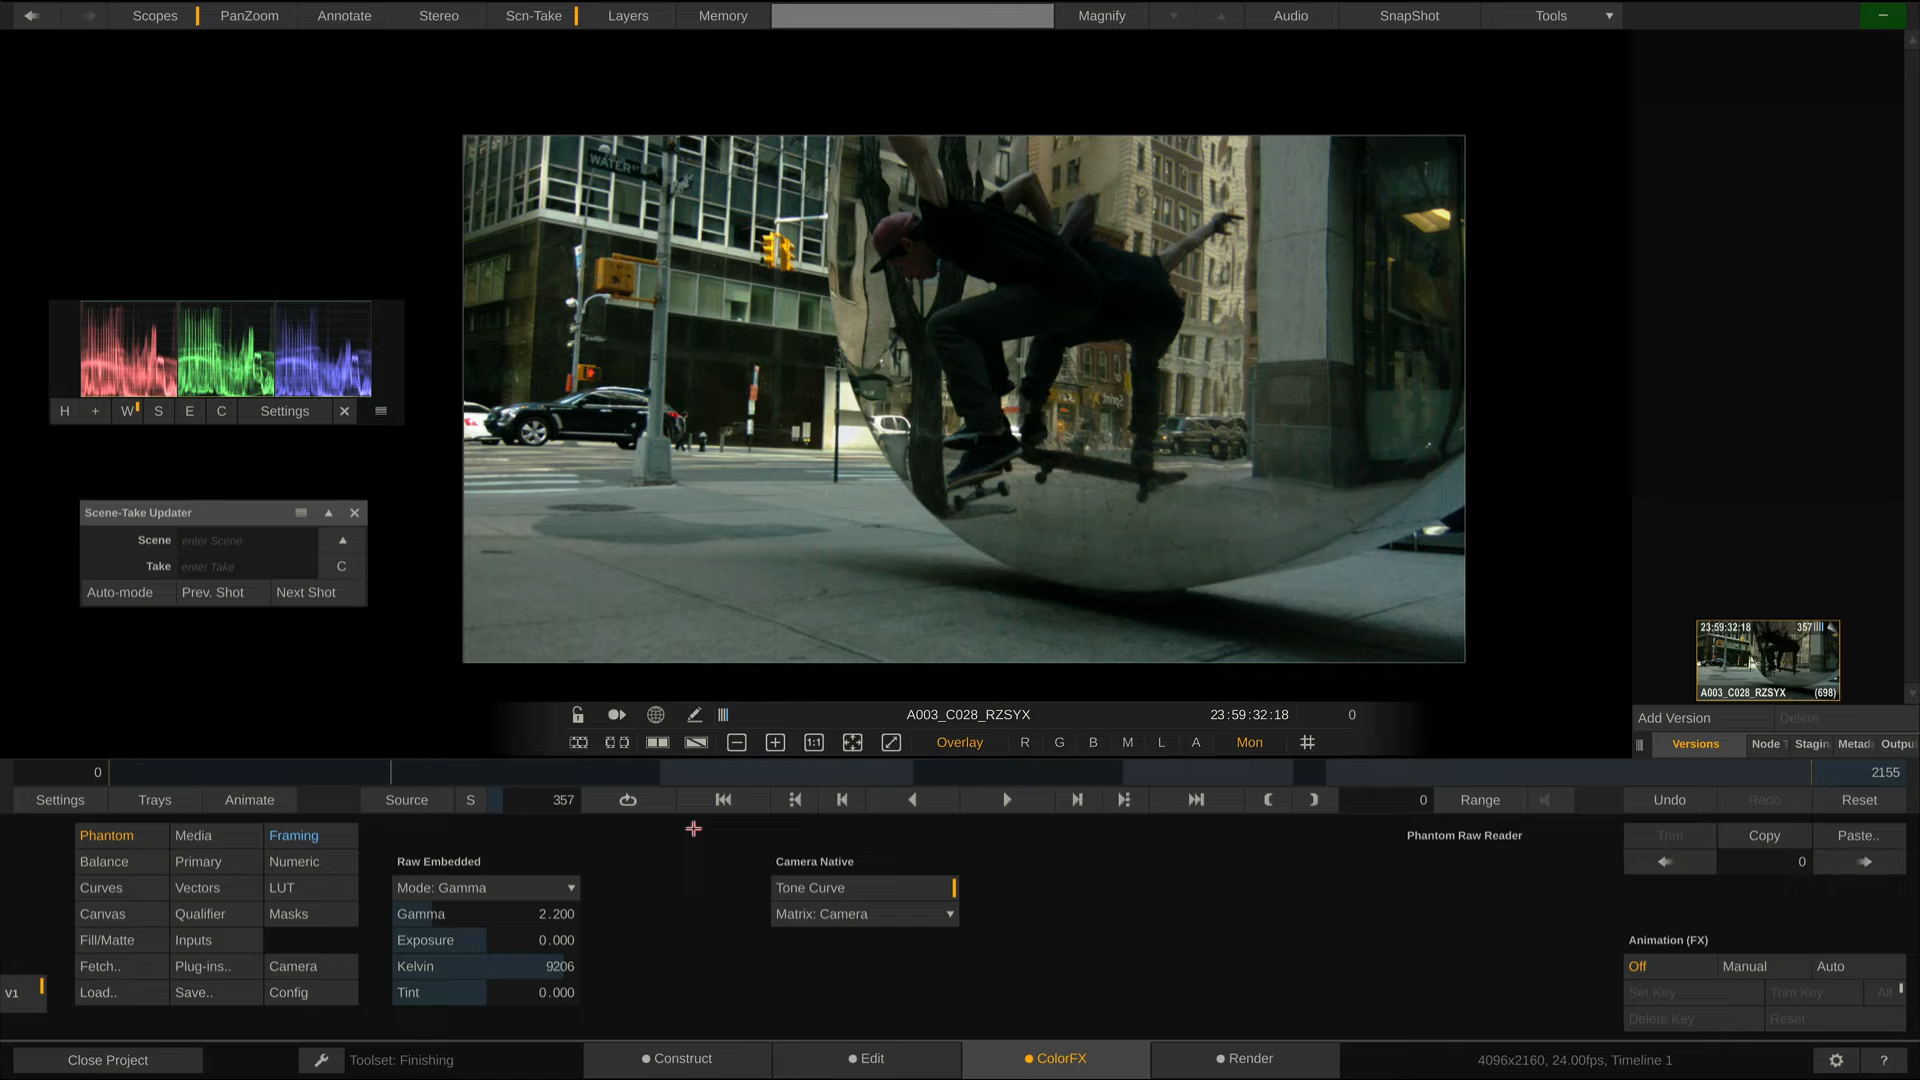 Scopes PanZoom Annotate Stereo Scn-Take Layers Memory Magnify Audio SnapShot Tools
WATER
H + W S E C Settings
Scene-Take Updater
Scene enter Scene
Take enter Take C
Auto-mode Prev. Shot Next Shot
Sprint
23:59:32:18 357
A003_C028_RZSYX (698)
A003_C028_RZSYX 23:59:32:18 0
1:1 Overlay R G B M L A Mon
Add Version Delete
Versions Node T Stagin Metad Outpu
0 2155
Settings Trays Animate Source S 357 0 Range Undo Redo Reset
Phantom Media Framing
Balance Primary Numeric
Curves Vectors LUT
Canvas Qualifier Masks
Fill/Matte Inputs
Fetch.. Plug-ins.. Camera
Load.. Save.. Config
V1
Raw Embedded
Mode: Gamma
Gamma 2.200
Exposure 0.000
Kelvin 9206
Tint 0.000
Camera Native
Tone Curve
Matrix: Camera
Phantom Raw Reader
Trim Copy Paste..
0
Animation (FX)
Off Manual Auto
Set Key Trim Key All
Delete Key Reset
Close Project Toolset: Finishing Construct Edit ColorFX Render 4096x2160, 24.00fps, Timeline 1 ?